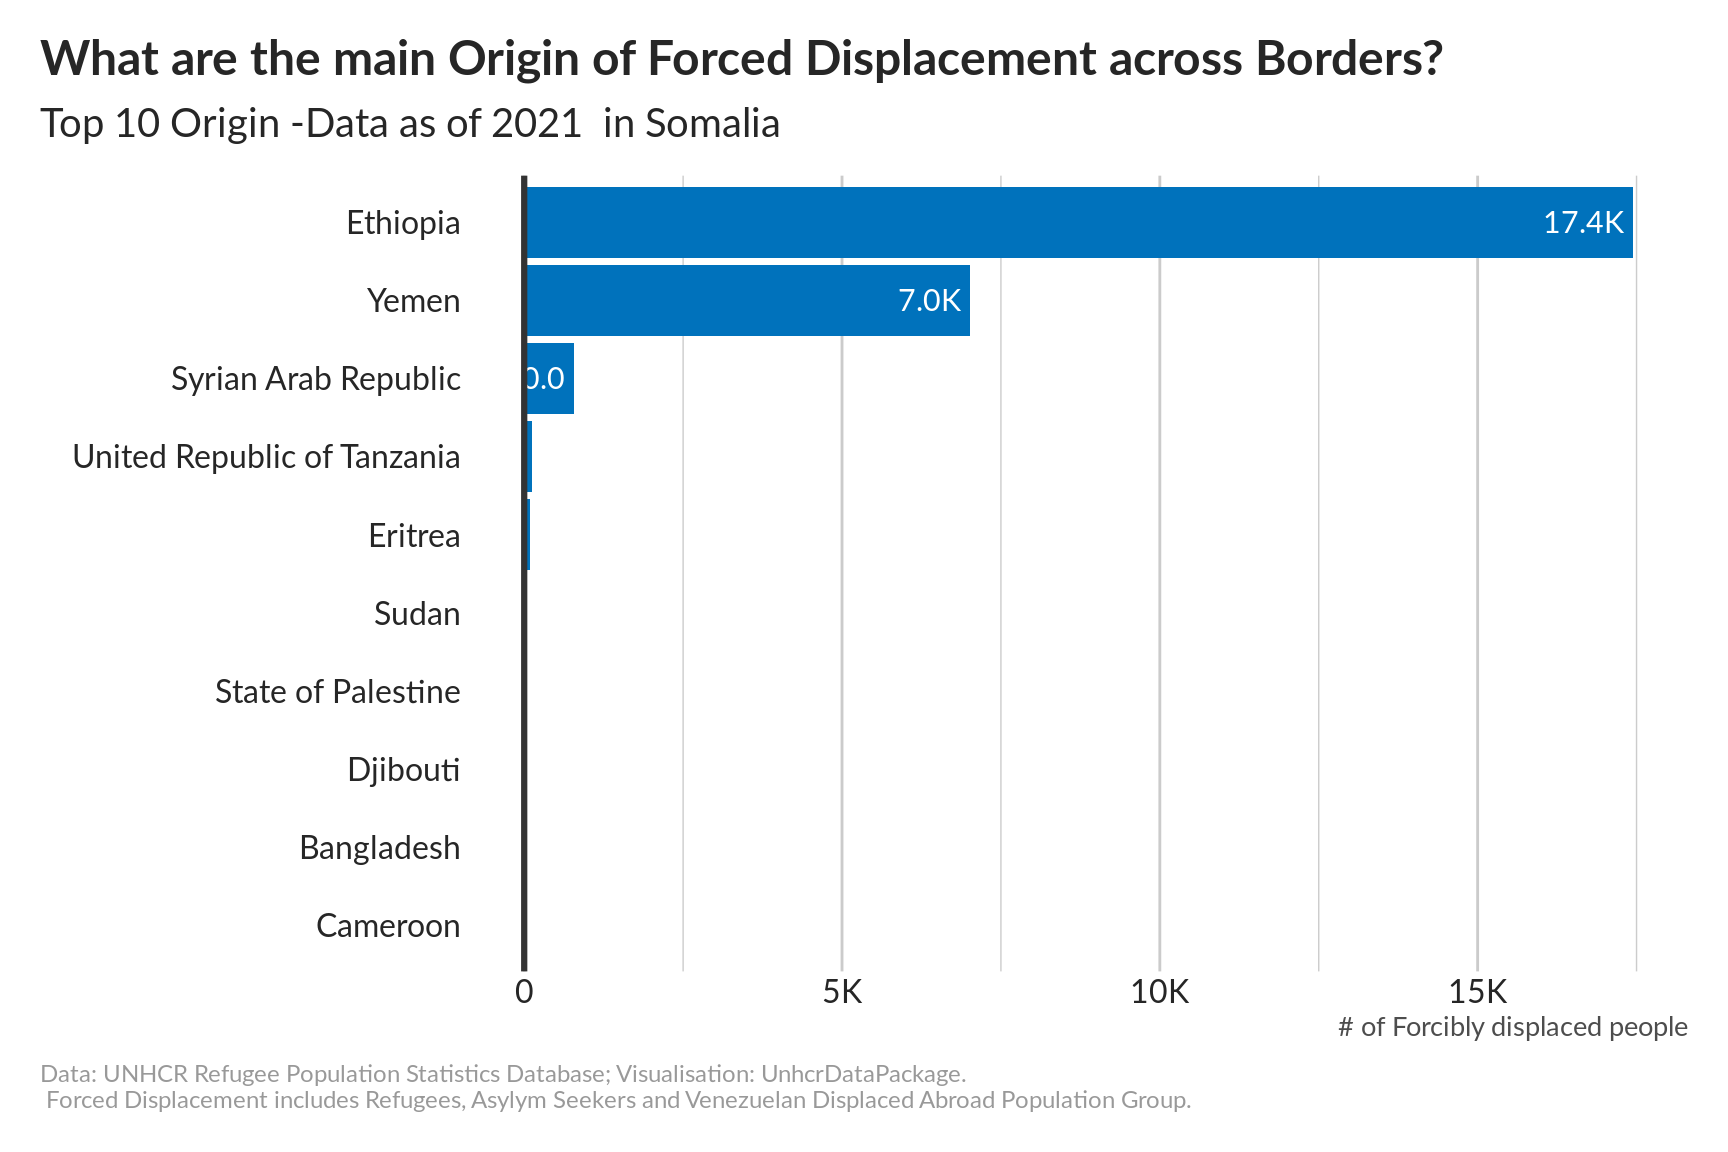 What are the main Origin of Forced Displacement across Borders?
Top 10 Origin -Data as of 2021  in Somalia
Ethiopia
17.4K
Yemen
7.0K
Syrian Arab Republic
0.0
United Republic of Tanzania
Eritrea
Sudan
State of Palestine
Djibouti
Bangladesh
Cameroon
0
5K
10K
15K
# of Forcibly displaced people
Data: UNHCR Refugee Population Statistics Database; Visualisation: UnhcrDataPackage.
Forced Displacement includes Refugees, Asylym Seekers and Venezuelan Displaced Abroad Population Group.